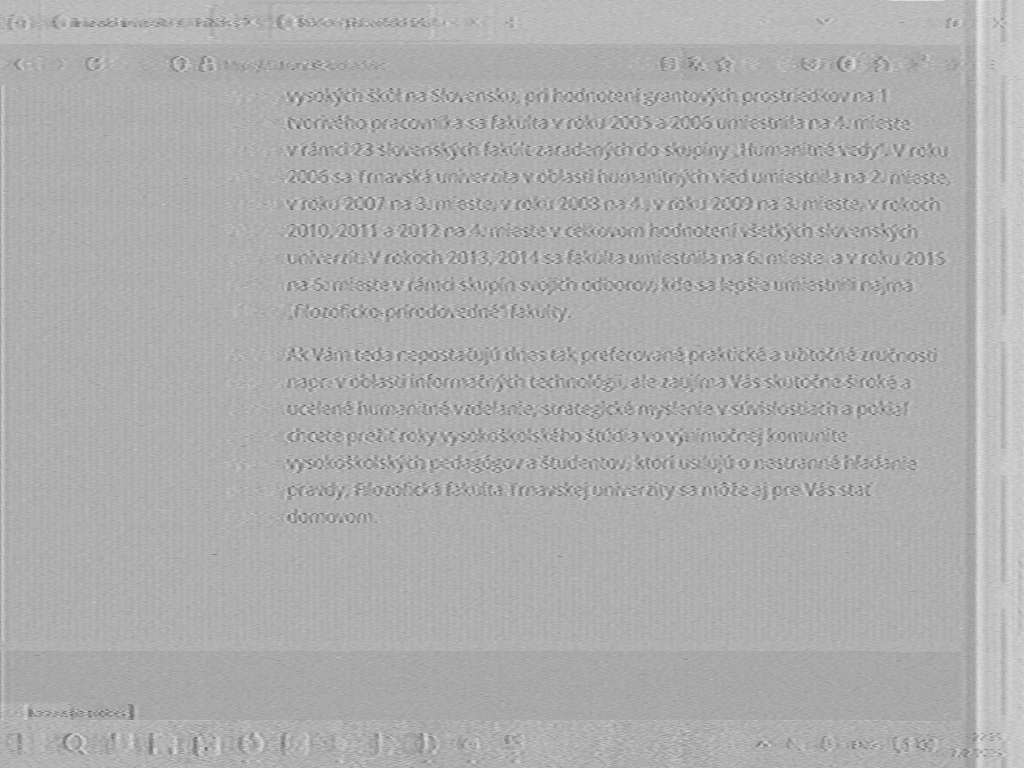 vysokých škôl na Slovensku, pri hodnotení grantových prostriedkov na 1
tvorivého pracovníka sa fakulta v roku 2005 a 2006 umiestnila na 4. mieste
v rámci 23 slovenských fakúlt zaradených do skupiny „Humanitné vedy“. V roku
2006 sa Trnavská univerzita v oblasti humanitných vied umiestnila na 2. mieste,
v roku 2007 na 3. mieste, v roku 2008 na 4., v roku 2009 na 3. mieste, v rokoch
2010, 2011 a 2012 na 4. mieste v celkovom hodnotení všetkých slovenských
univerzít. V rokoch 2013, 2014 sa fakulta umiestnila na 6. mieste a v roku 2015
na 5. mieste v rámci skupín svojich odborov, kde sa lepšie umiestnili najmä
„filozoficko-prírodovedné“ fakulty.
Ak Vám teda nepostačujú dnes tak preferované praktické a užitočné zručnosti
napr. v oblasti informačných technológií, ale zaujíma Vás skutočne široké a
ucelené humanitné vzdelanie, strategické myslenie v súvislostiach a pokiaľ
chcete prežiť roky vysokoškolského štúdia vo výnimočnej komunite
vysokoškolských pedagógov a študentov, ktorí usilujú o nestranné hľadanie
pravdy, Filozofická fakulta Trnavskej univerzity sa môže aj pre Vás stať
domovom.